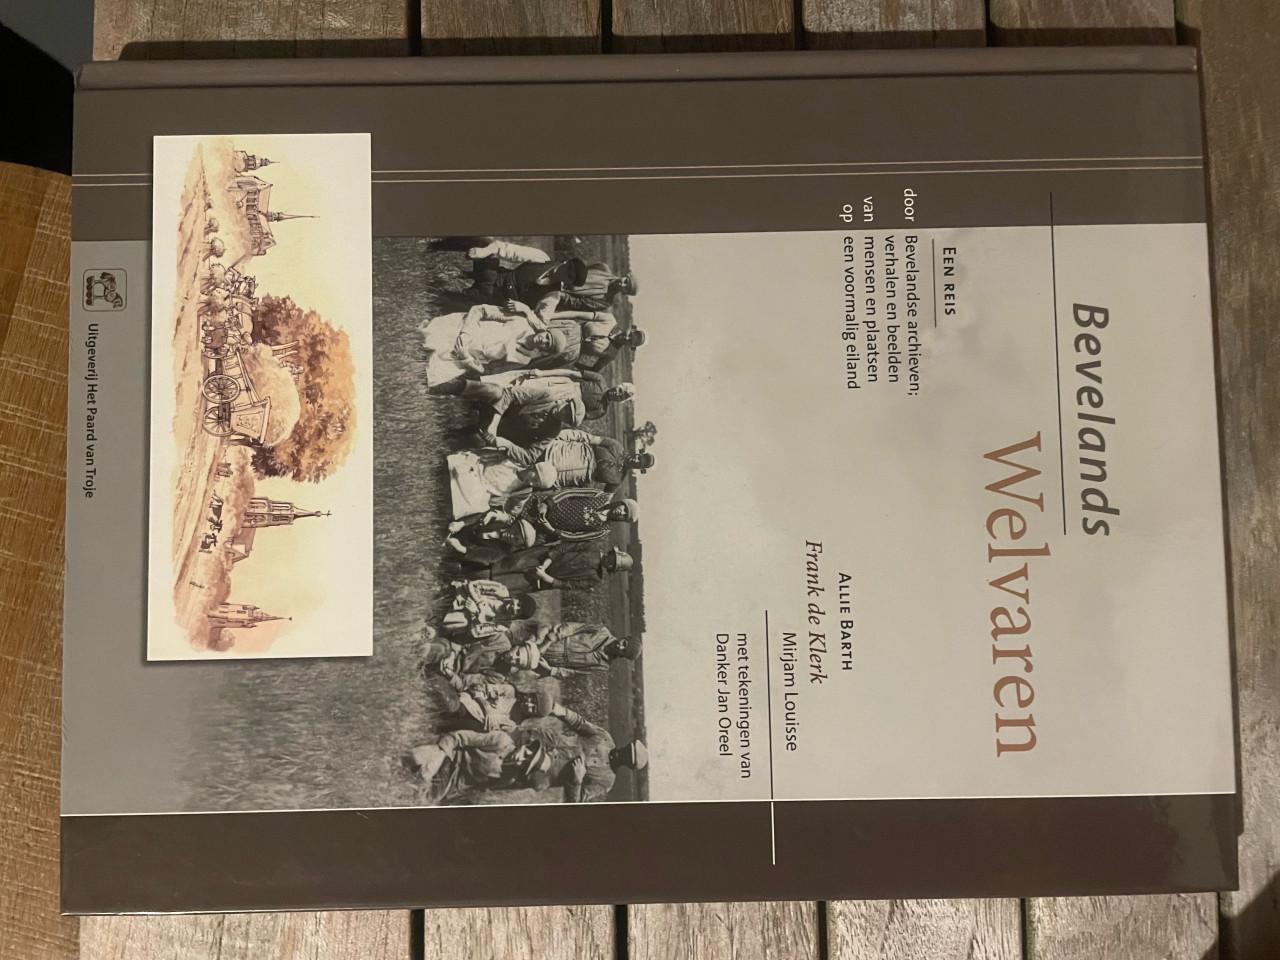 Bevelands
Welvaren
EEN REIS
door Bevelandse archieven;
verhalen en beelden
van mensen en plaatsen
op een voormalig eiland
ALLIE BARTH
Frank de Klerk
Mirjam Louisse
met tekeningen van
Danker Jan Oreel
Uitgeverij Het Paard van Troje